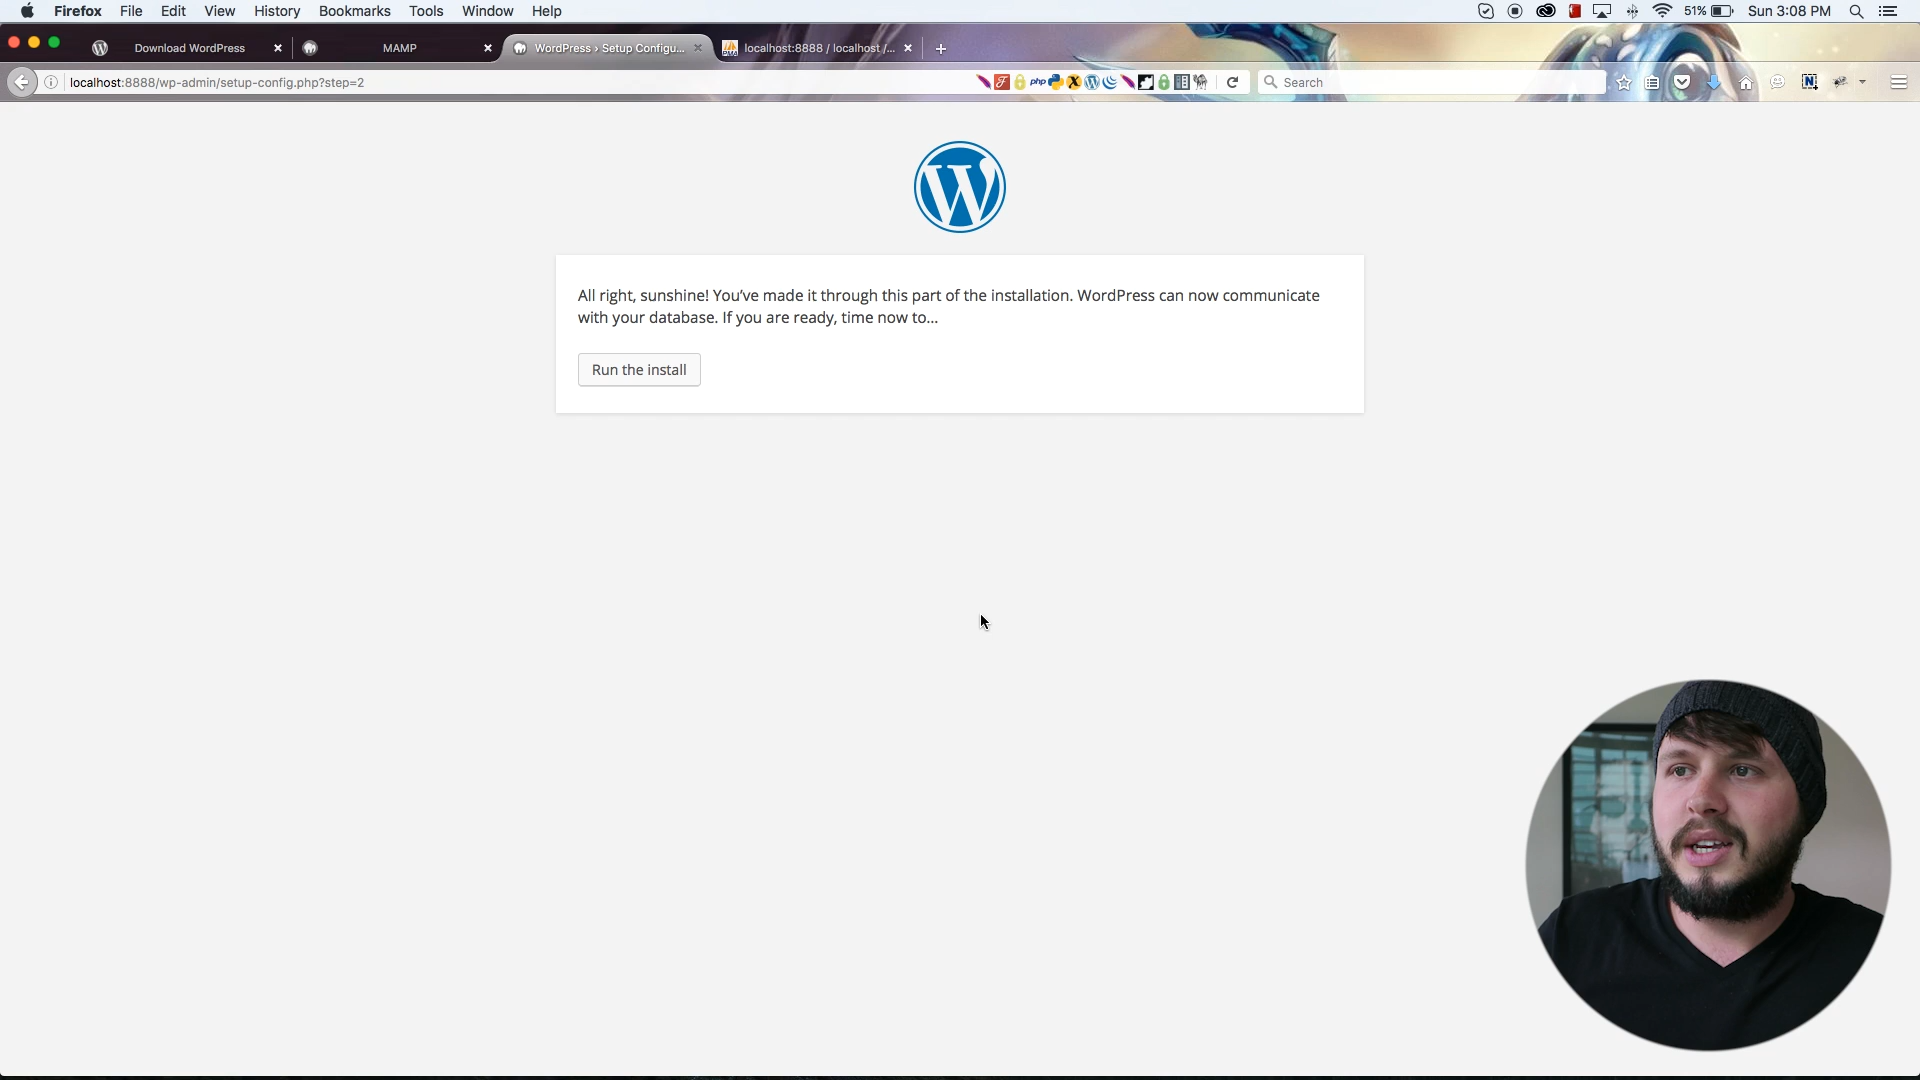 Firefox File Edit View History Bookmarks Tools Window Help 51% Sun 3:08 PM
Download WordPress MAMP WordPress › Setup Configu... localhost:8888 / localhost /...
localhost:8888/wp-admin/setup-config.php?step=2 php Search
All right, sunshine! You’ve made it through this part of the installation. WordPress can now communicate
with your database. If you are ready, time now to…
Run the install